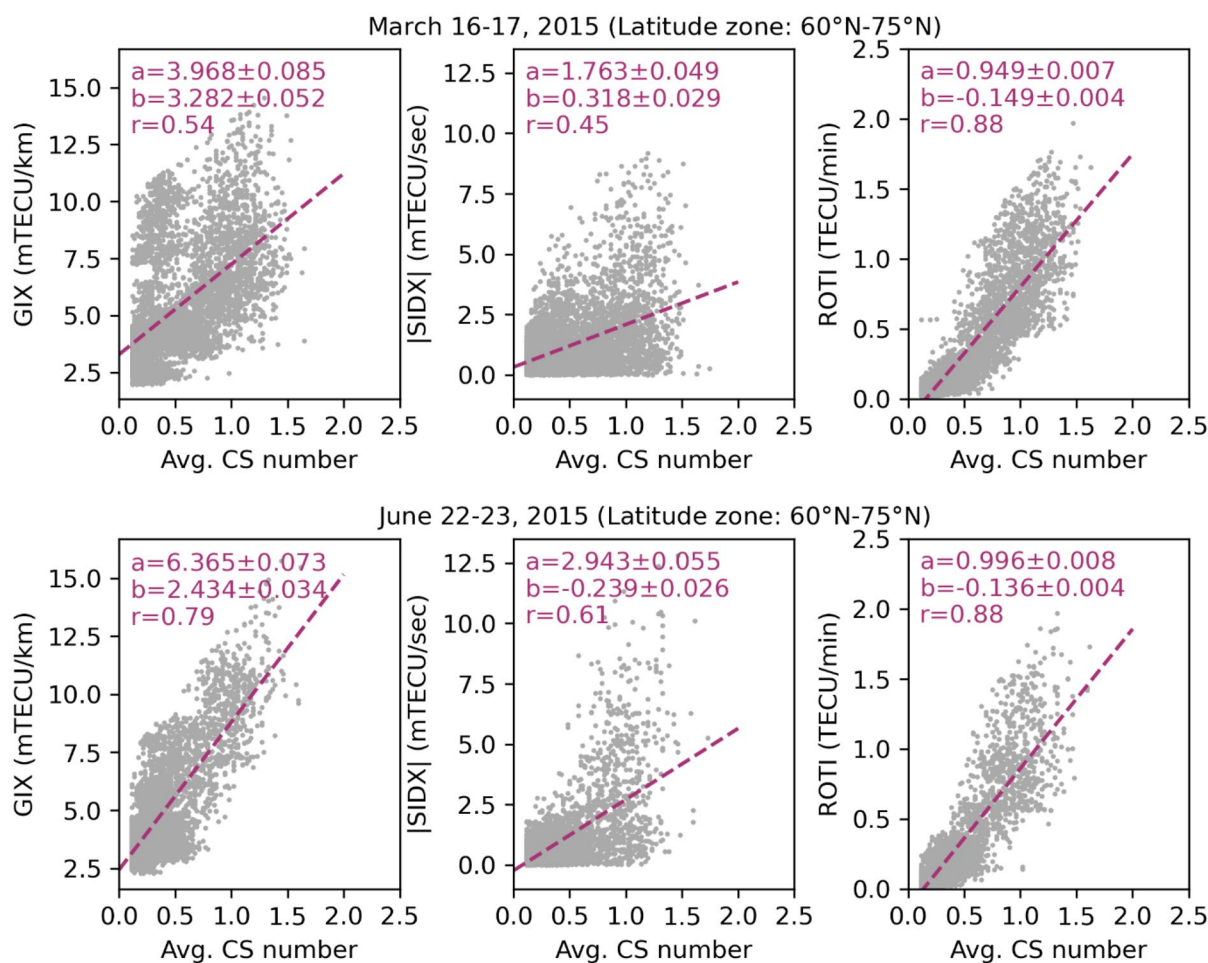 March 16-17, 2015 (Latitude zone: 60°N-75°N)
a=3.968±0.085
b=3.282±0.052
r=0.54
GIX (mTECU/km)
15.0
12.5
10.0
7.5
5.0
2.5
0.0 0.5 1.0 1.5 2.0 2.5
Avg. CS number
a=1.763±0.049
b=0.318±0.029
r=0.45
|SIDX| (mTECU/sec)
12.5
10.0
7.5
5.0
2.5
0.0
0.0 0.5 1.0 1.5 2.0 2.5
Avg. CS number
a=0.949±0.007
b=-0.149±0.004
r=0.88
ROTI (TECU/min)
2.5
2.0
1.5
1.0
0.5
0.0
0.0 0.5 1.0 1.5 2.0 2.5
Avg. CS number
June 22-23, 2015 (Latitude zone: 60°N-75°N)
a=6.365±0.073
b=2.434±0.034
r=0.79
GIX (mTECU/km)
15.0
12.5
10.0
7.5
5.0
2.5
0.0 0.5 1.0 1.5 2.0 2.5
Avg. CS number
a=2.943±0.055
b=-0.239±0.026
r=0.61
|SIDX| (mTECU/sec)
12.5
10.0
7.5
5.0
2.5
0.0
0.0 0.5 1.0 1.5 2.0 2.5
Avg. CS number
a=0.996±0.008
b=-0.136±0.004
r=0.88
ROTI (TECU/min)
2.5
2.0
1.5
1.0
0.5
0.0
0.0 0.5 1.0 1.5 2.0 2.5
Avg. CS number